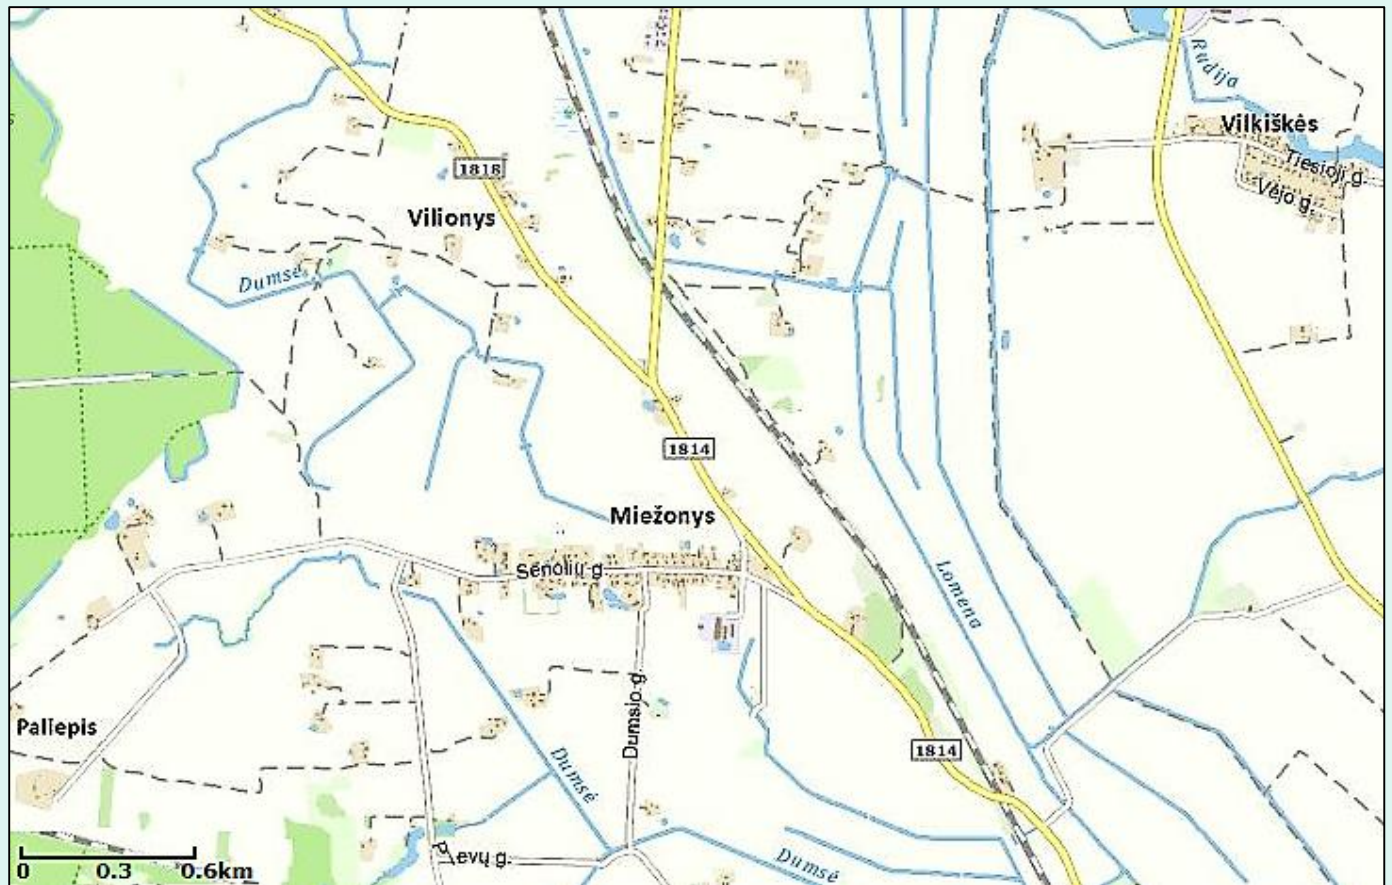 Rudija
Vilkiškės
Tiesioji g.
Vėjo g.
1818
Vilionys
Dumsė
1814
Miežonys
Senolių g.
Lomena
Dumsio g.
Paliepis
1814
Dumsė
evų g.
Dumsė
0 0.3 0.6km